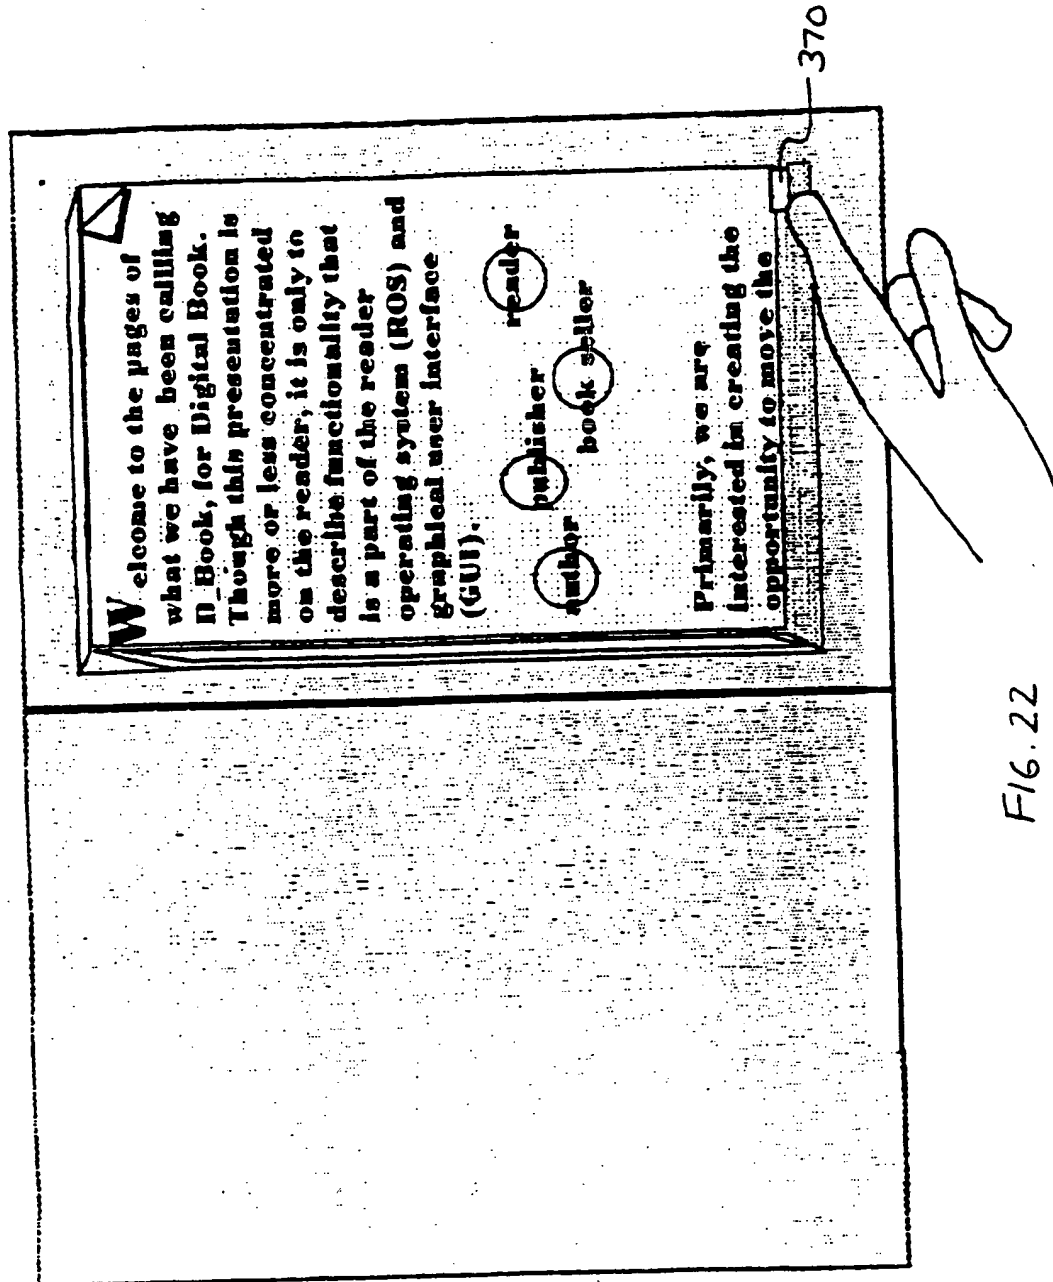 Welcome to the pages of
what we have been callling
D_Book, for Digital Book.
Though this presentation is
more or less concentrated
on the reader, it is only to
describe functionality that
is a part of the reader
operating system (ROS) and
graphical user interface
(GUI).
author publisher reader
book seller
Primarily, we are
interested in creating the
opportunity to move the
370
FIG. 22